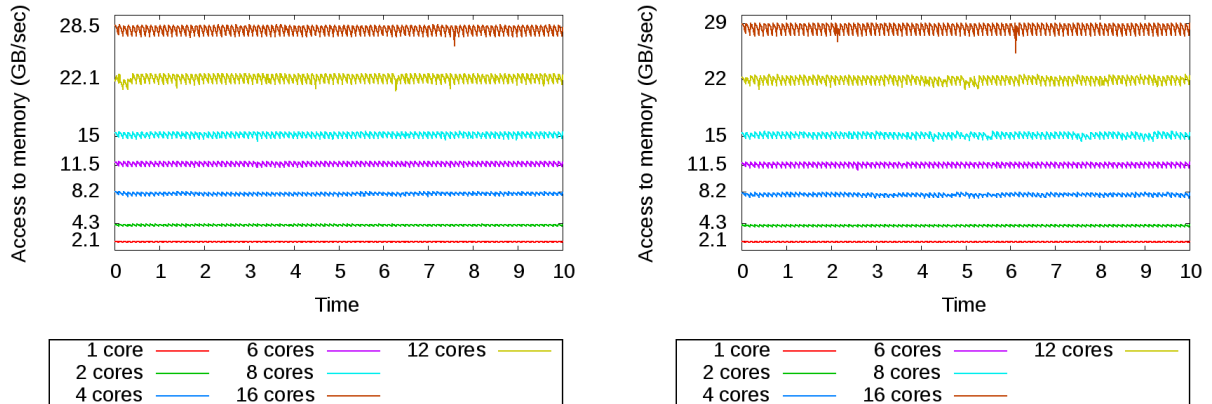 Access to memory (GB/sec)
28.5
22.1
15
11.5
8.2
4.3
2.1
0 1 2 3 4 5 6 7 8 9 10
Time
1 core 6 cores 12 cores
2 cores 8 cores
4 cores 16 cores
Access to memory (GB/sec)
29
22
15
11.5
8.2
4.3
2.1
0 1 2 3 4 5 6 7 8 9 10
Time
1 core 6 cores 12 cores
2 cores 8 cores
4 cores 16 cores